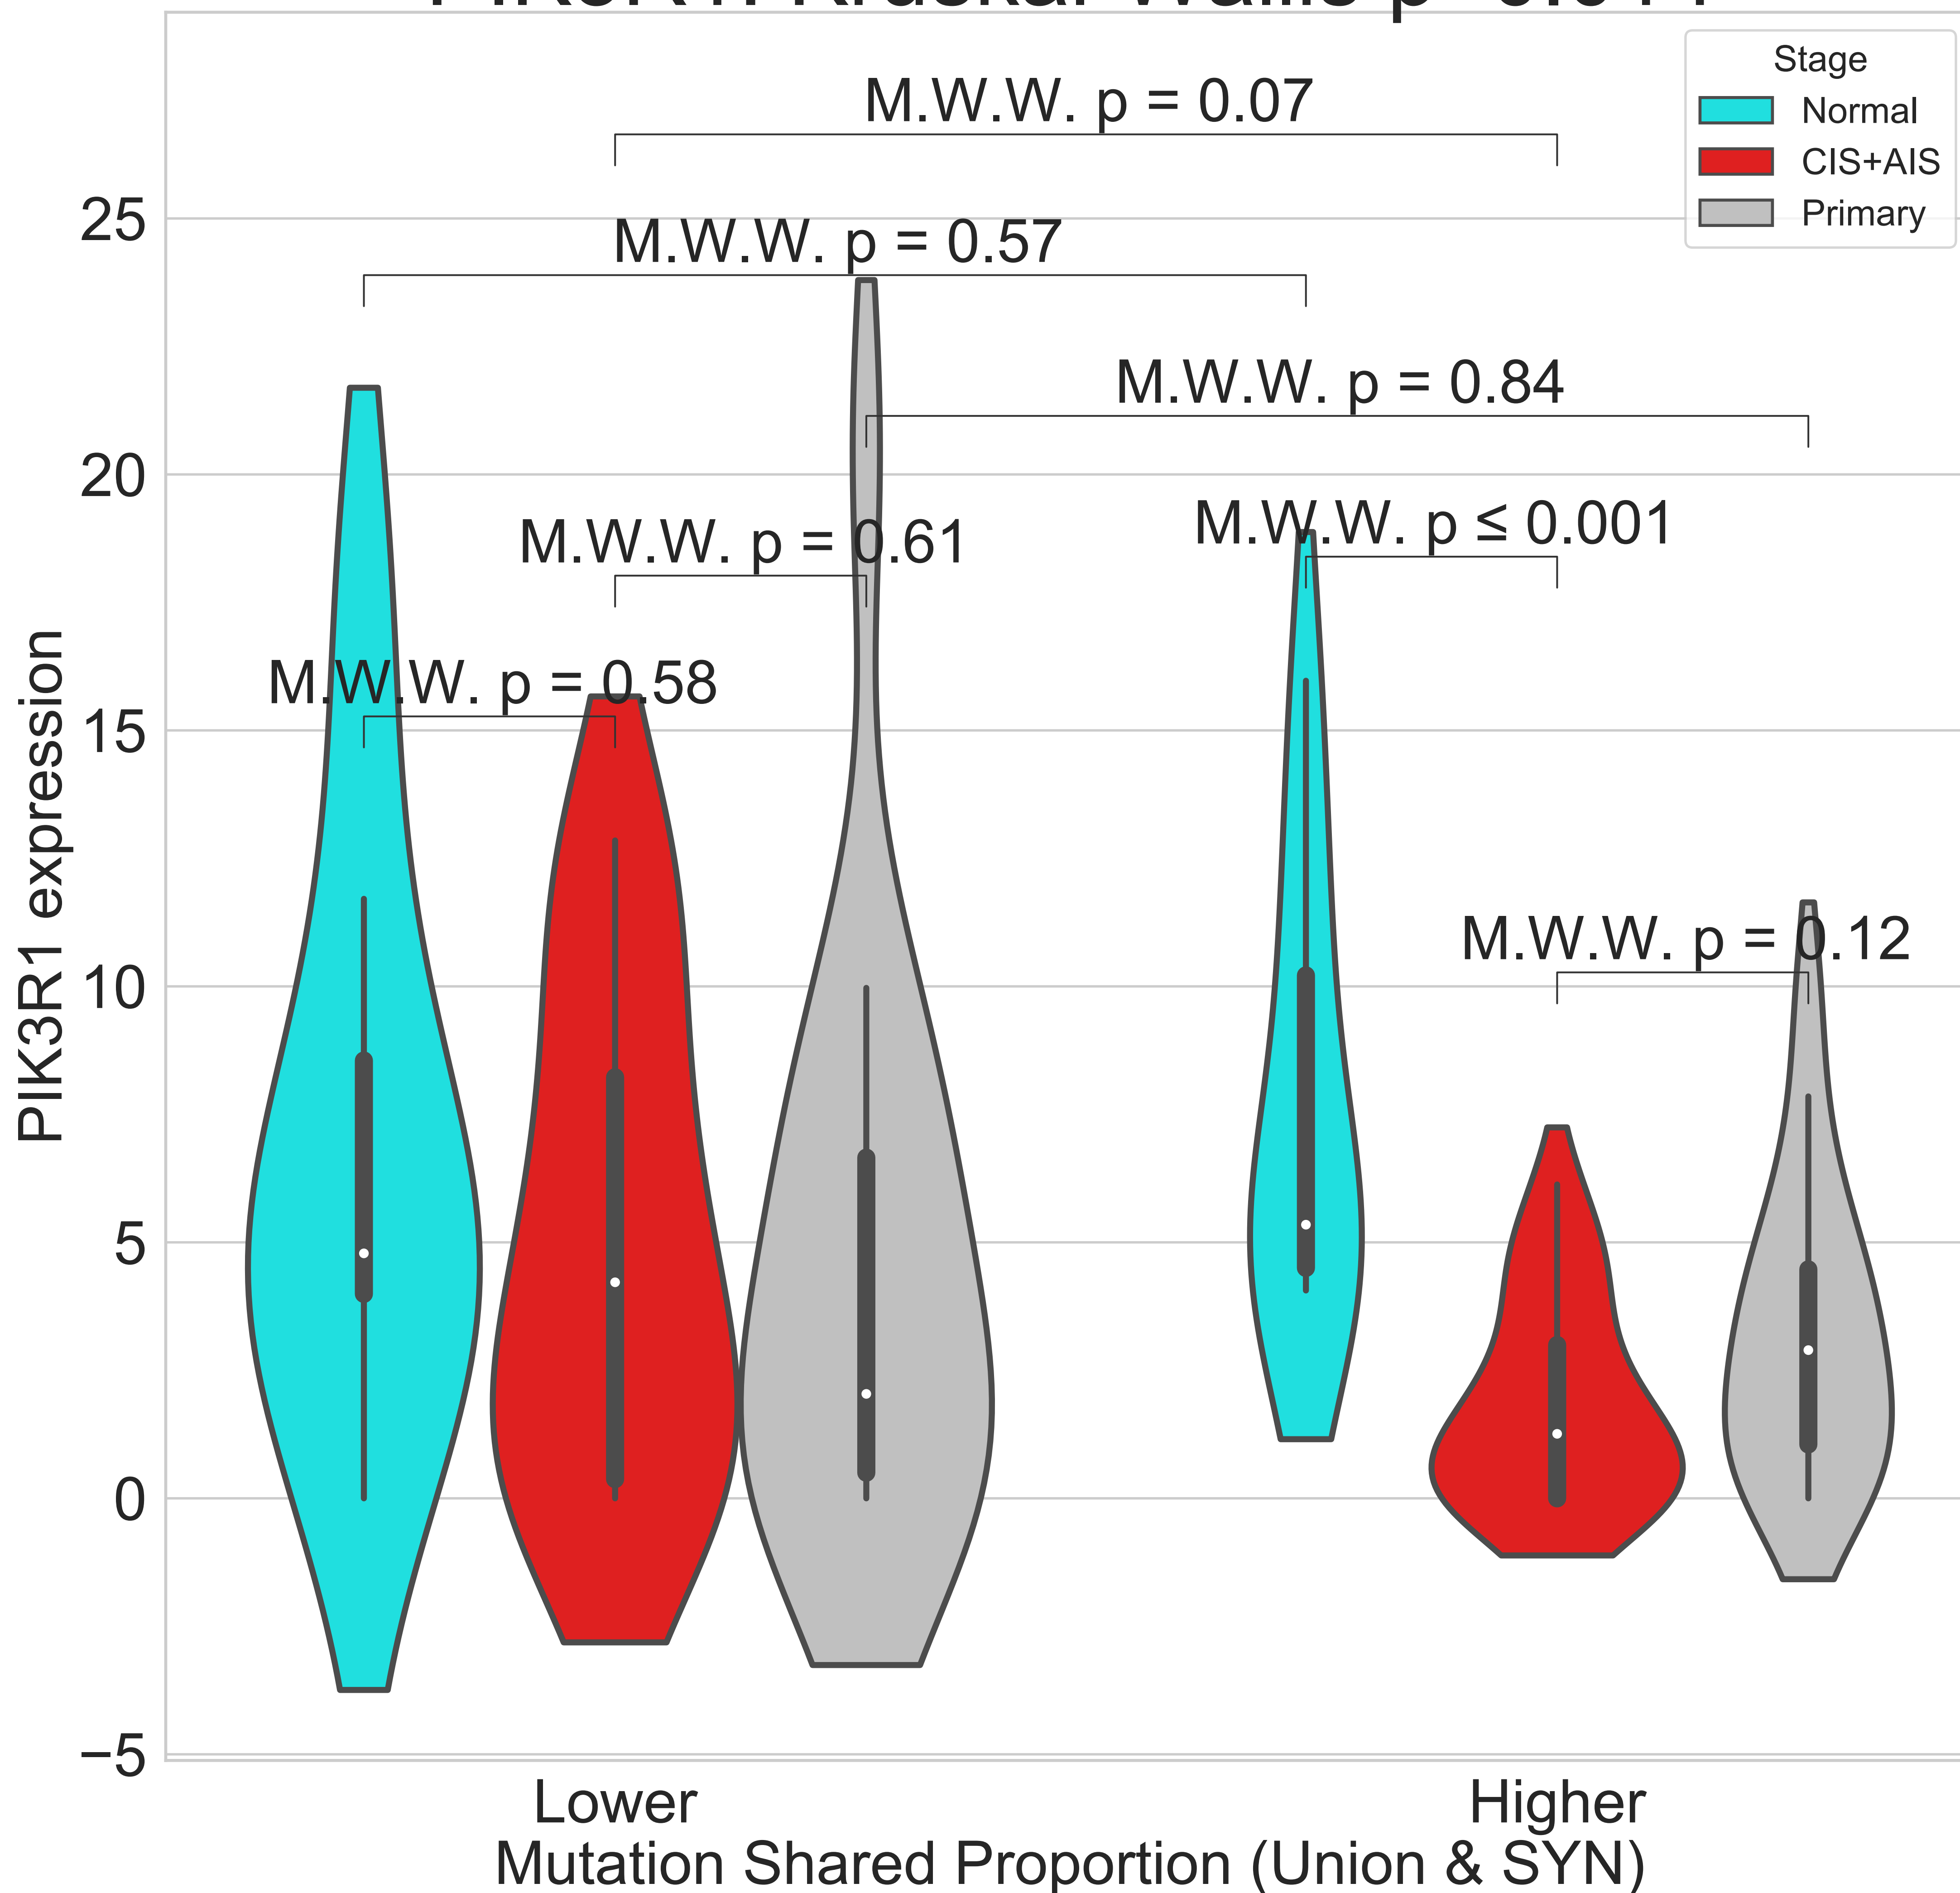 Stage
Normal
CIS+AIS
Primary
M.W.W. p = 0.07
M.W.W. p = 0.57
M.W.W. p = 0.84
M.W.W. p = 0.61
M.W.W. p ≤ 0.001
M.W.W. p = 0.58
M.W.W. p = 0.12
PIK3R1 expression
25
20
15
10
5
0
−5
Lower
Higher
Mutation Shared Proportion (Union & SYN)